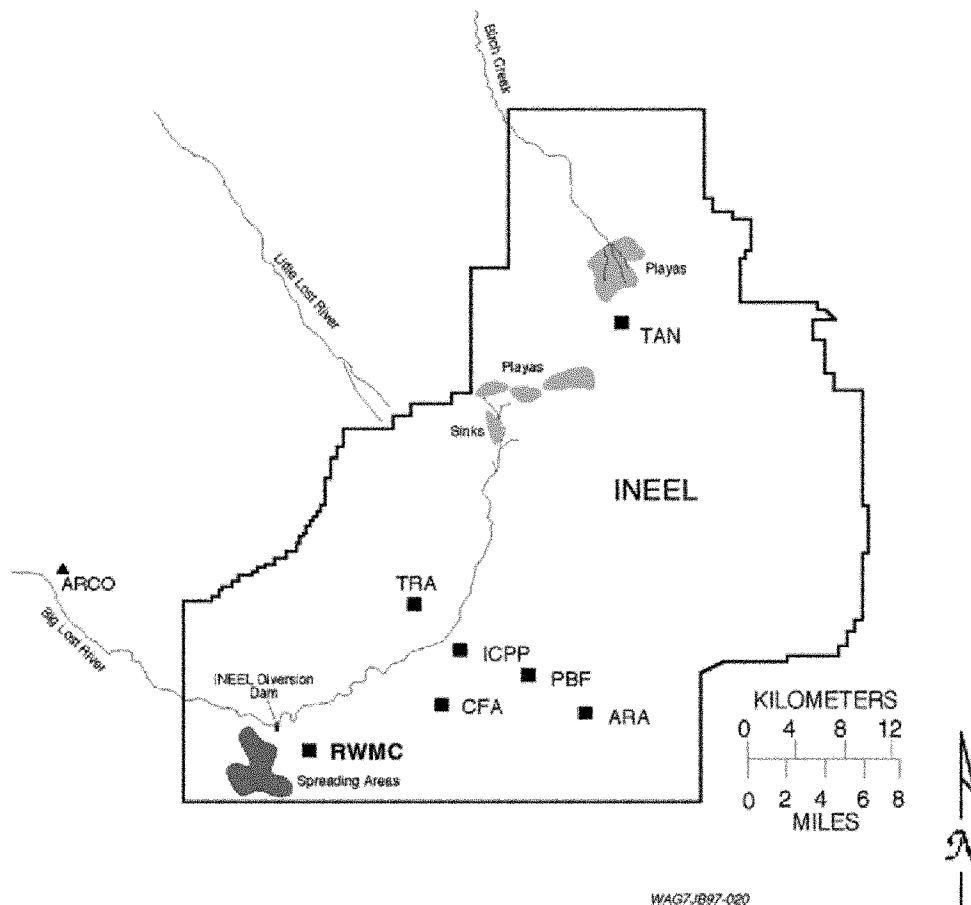 Birch Creek
Little Lost River
Playas
TAN
Playas
Sinks
INEEL
ARCO
TRA
Big Lost River
ICPP
PBF
INEEL Diversion
Dam
CFA
ARA
RWMC
Spreading Areas
KILOMETERS
0 4 8 12
0 2 4 6 8
MILES
N
WAG7JB97-020